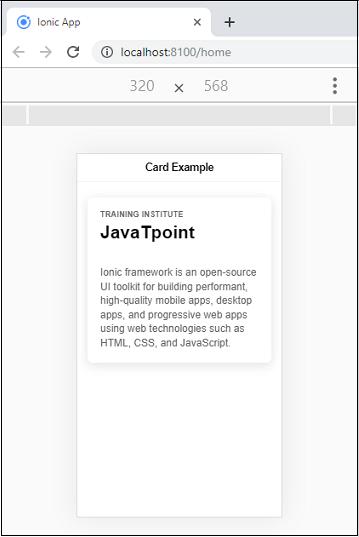 Ionic App
localhost:8100/home
320 × 568
Card Example
TRAINING INSTITUTE
JavaTpoint
Ionic framework is an open-source
UI toolkit for building performant,
high-quality mobile apps, desktop
apps, and progressive web apps
using web technologies such as
HTML, CSS, and JavaScript.